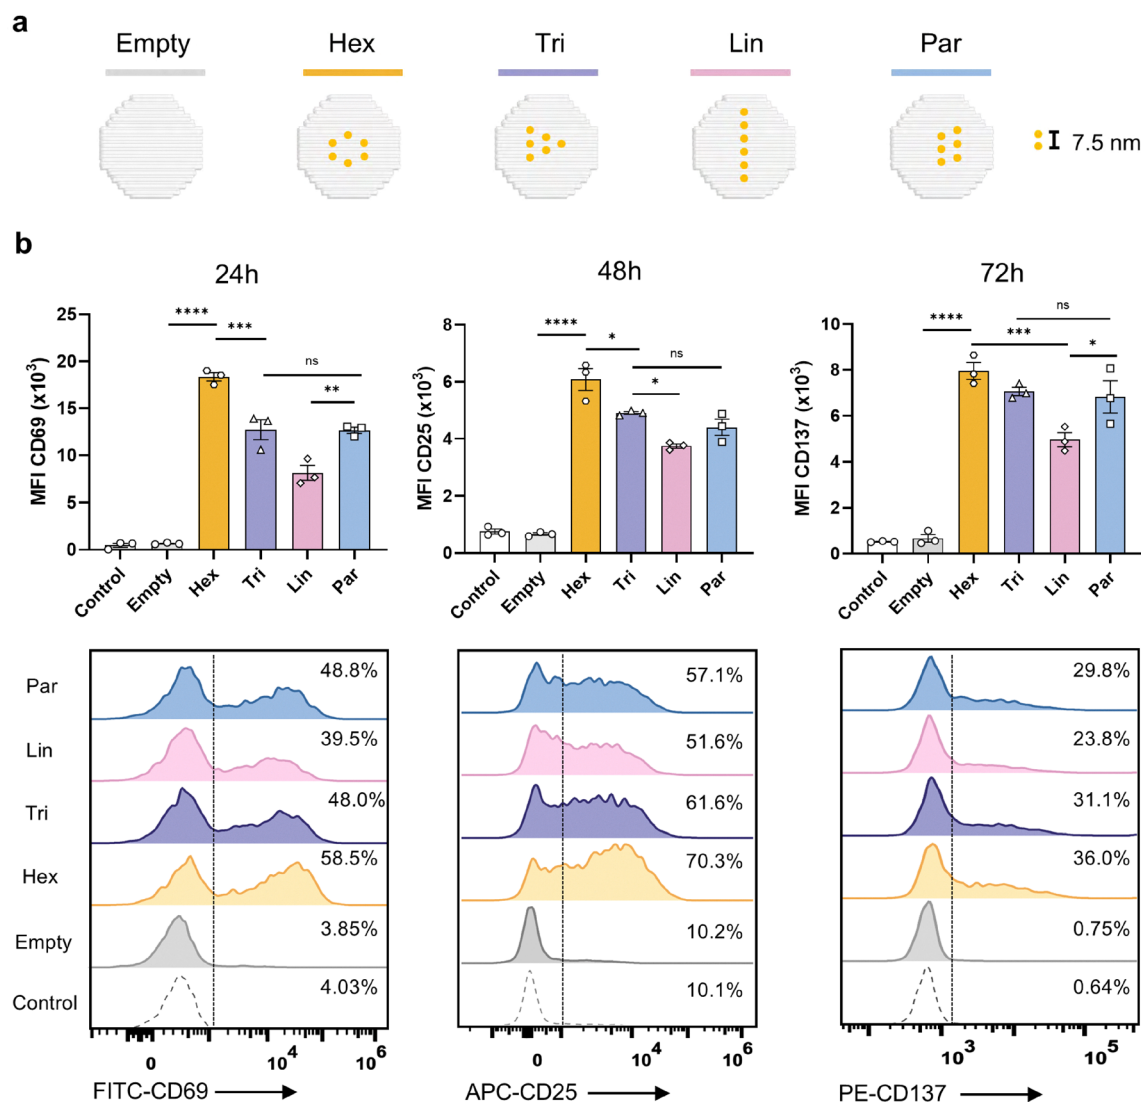 a
Empty Hex Tri Lin Par
7.5 nm
b
24h 48h 72h
MFI CD69 (x10³)
25
20
15
10
5
0
**** *** ns **
Control Empty Hex Tri Lin Par
MFI CD25 (x10³)
8
6
4
2
0
**** * ns *
Control Empty Hex Tri Lin Par
MFI CD137 (x10³)
10
8
6
4
2
0
**** *** ns *
Control Empty Hex Tri Lin Par
Par 48.8% 57.1% 29.8%
Lin 39.5% 51.6% 23.8%
Tri 48.0% 61.6% 31.1%
Hex 58.5% 70.3% 36.0%
Empty 3.85% 10.2% 0.75%
Control 4.03% 10.1% 0.64%
0 10⁴ 10⁶ 0 10⁴ 10⁶ 10³ 10⁵
FITC-CD69 APC-CD25 PE-CD137